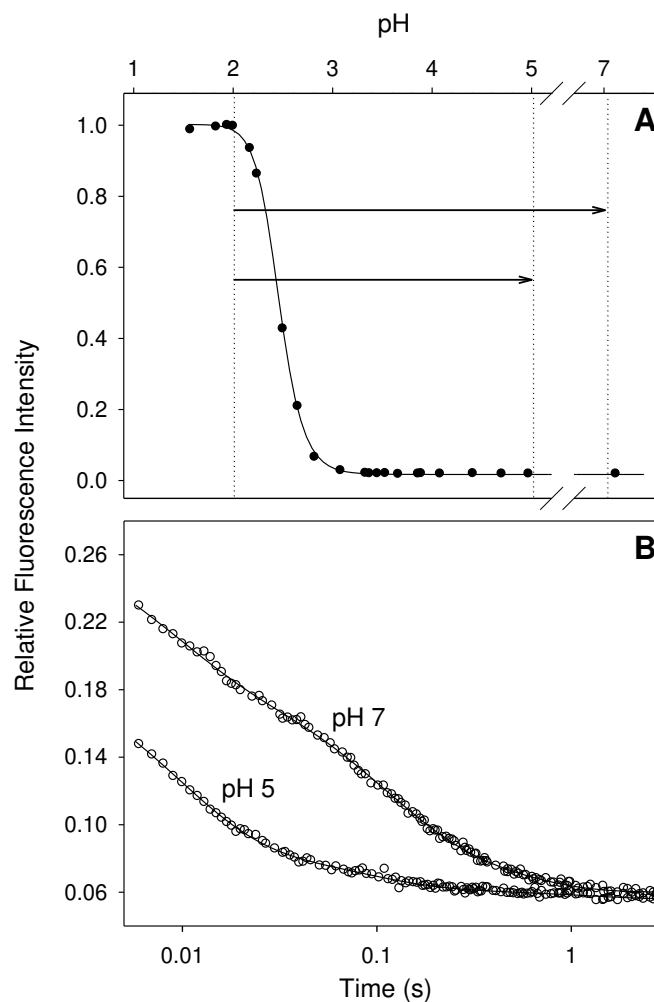 pH
1 2 3 4 5 7
A
1.0
0.8
0.6
0.4
0.2
0.0
Relative Fluorescence Intensity
B
0.26
0.22
0.18
0.14
0.10
0.06
pH 7
pH 5
0.01 0.1 1
Time (s)